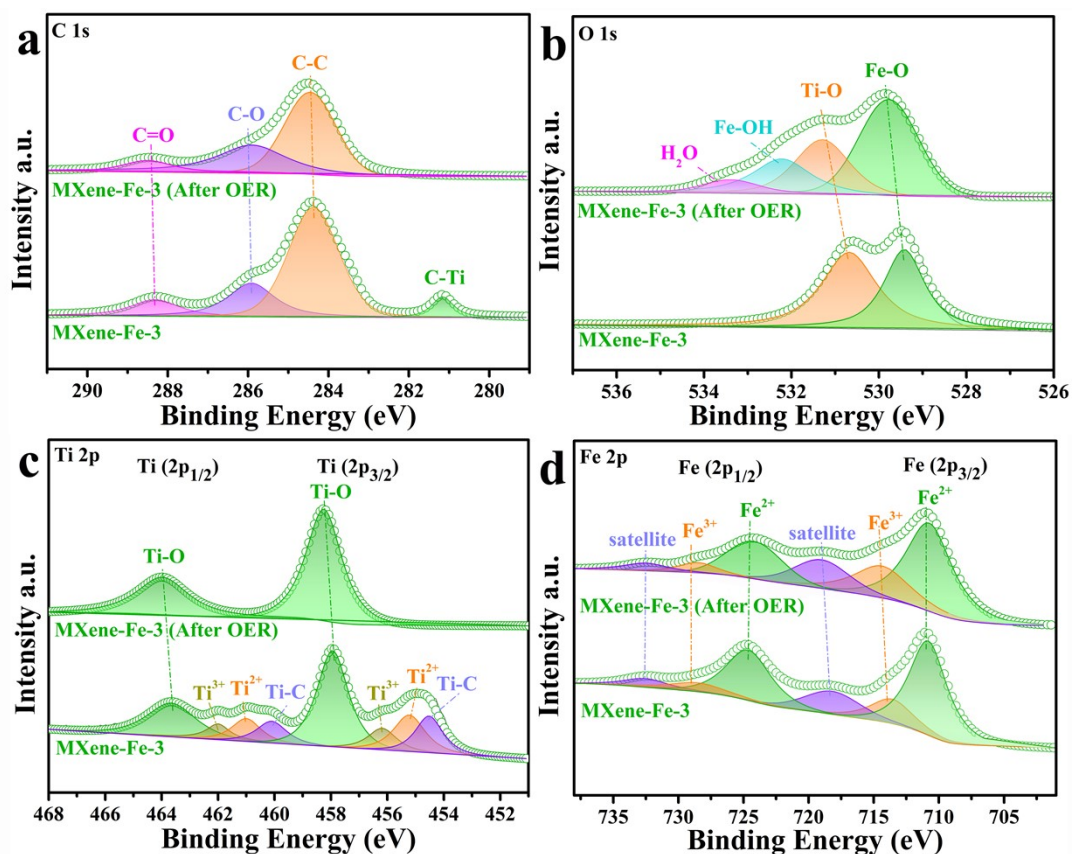 a
C 1s
Intensity a.u.
C=O
C-O
C-C
MXene-Fe-3 (After OER)
C-Ti
MXene-Fe-3
290 288 286 284 282 280
Binding Energy (eV)
b
O 1s
Intensity a.u.
H₂O
Fe-OH
Ti-O
Fe-O
MXene-Fe-3 (After OER)
MXene-Fe-3
536 534 532 530 528 526
Binding Energy (eV)
c
Ti 2p
Intensity a.u.
Ti (2p₁/₂) Ti (2p₃/₂)
Ti-O Ti-O
MXene-Fe-3 (After OER)
Ti³⁺ Ti²⁺ Ti-C Ti³⁺ Ti²⁺ Ti-C
MXene-Fe-3
468 466 464 462 460 458 456 454 452
Binding Energy (eV)
d
Fe 2p
Intensity a.u.
Fe (2p₁/₂) Fe (2p₃/₂)
satellite Fe³⁺ Fe²⁺ satellite Fe³⁺ Fe²⁺
MXene-Fe-3 (After OER)
MXene-Fe-3
735 730 725 720 715 710 705
Binding Energy (eV)